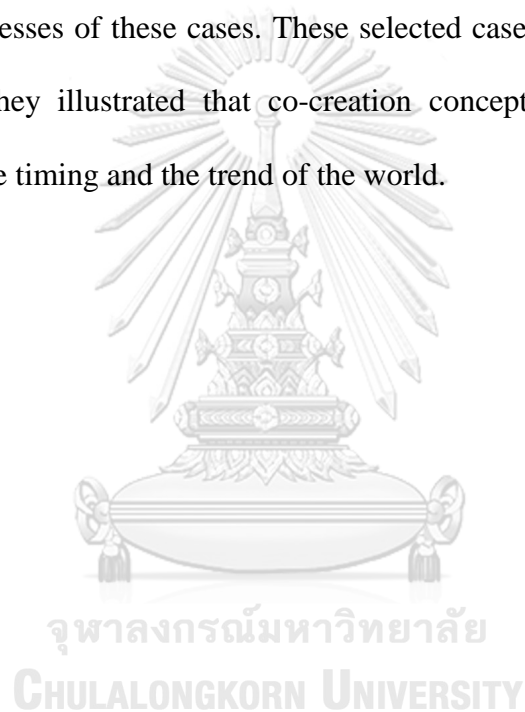 esses of these cases. These selected case
hey illustrated that co-creation concept
e timing and the trend of the world.
จุฬาลงกรณ์มหาวิทยาลัย
CHULALONGKORN UNIVERSITY